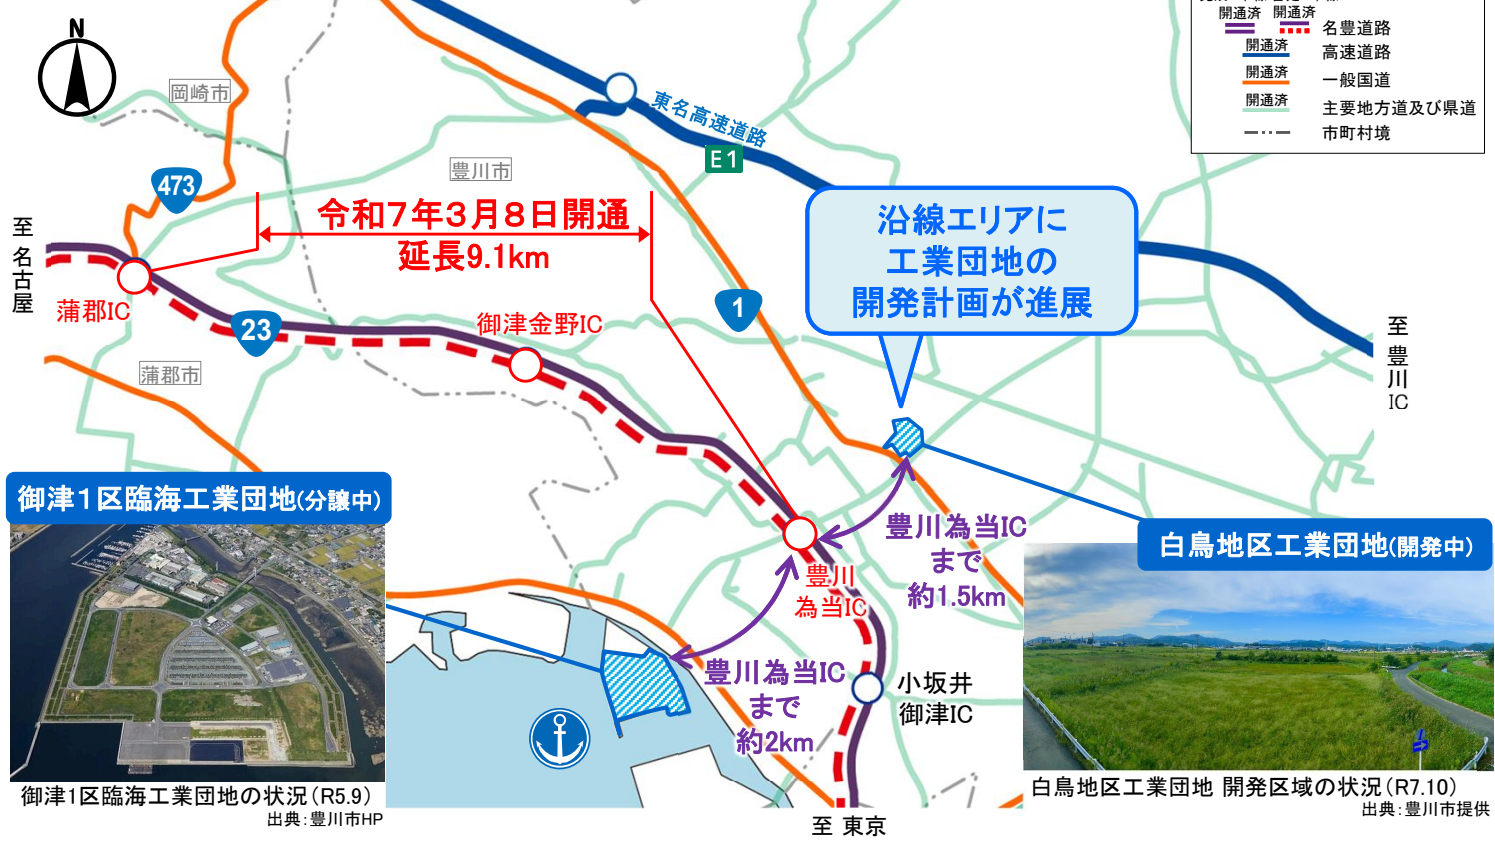 N
岡崎市
473
至
名古屋
蒲郡IC
23
蒲郡市
豊川市
令和7年3月8日開通
延長9.1km
御津金野IC
東名高速道路
E1
1
沿線エリアに
工業団地の
開発計画が進展
開通済
開通済
名豊道路
開通済
高速道路
開通済
一般国道
開通済
主要地方道及び県道
市町村境
至
豊川
IC
御津1区臨海工業団地(分譲中)
御津1区臨海工業団地の状況(R5.9)
出典:豊川市HP
豊川為当IC
まで
約1.5km
豊川
為当IC
豊川為当IC
まで
約2km
小坂井
御津IC
至 東京
白鳥地区工業団地(開発中)
白鳥地区工業団地 開発区域の状況(R7.10)
出典:豊川市提供